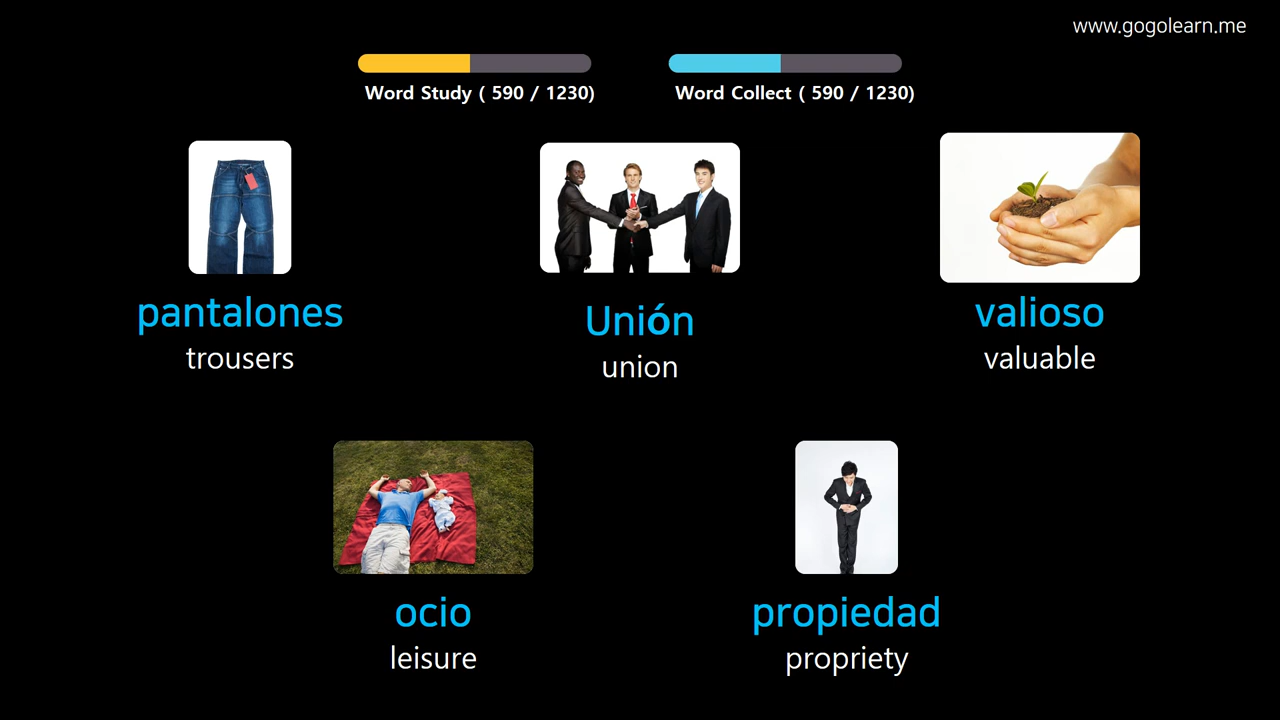 www.gogolearn.me
Word Study ( 590 / 1230)
Word Collect ( 590 / 1230)
pantalones
trousers
Unión
union
valioso
valuable
ocio
leisure
propiedad
propriety